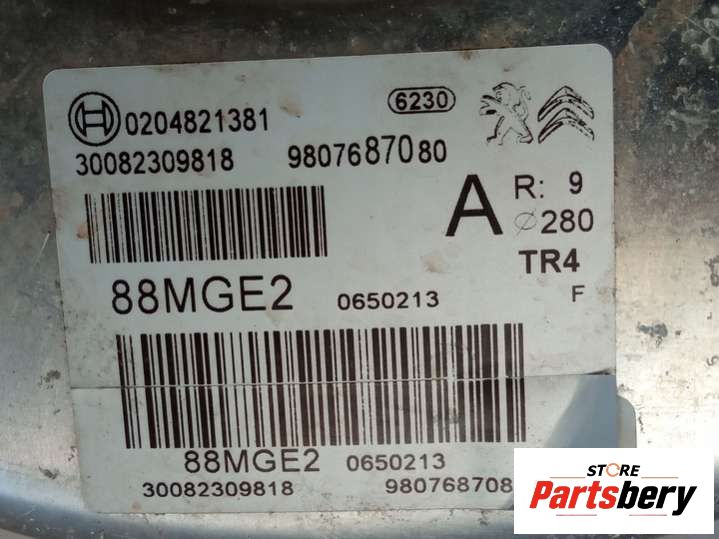 0204821381 6230
30082309818 9807687080
A R: 9
⌀280
TR4
F
88MGE2 0650213
88MGE2 0650213
30082309818 980768708
STORE
Partsbery